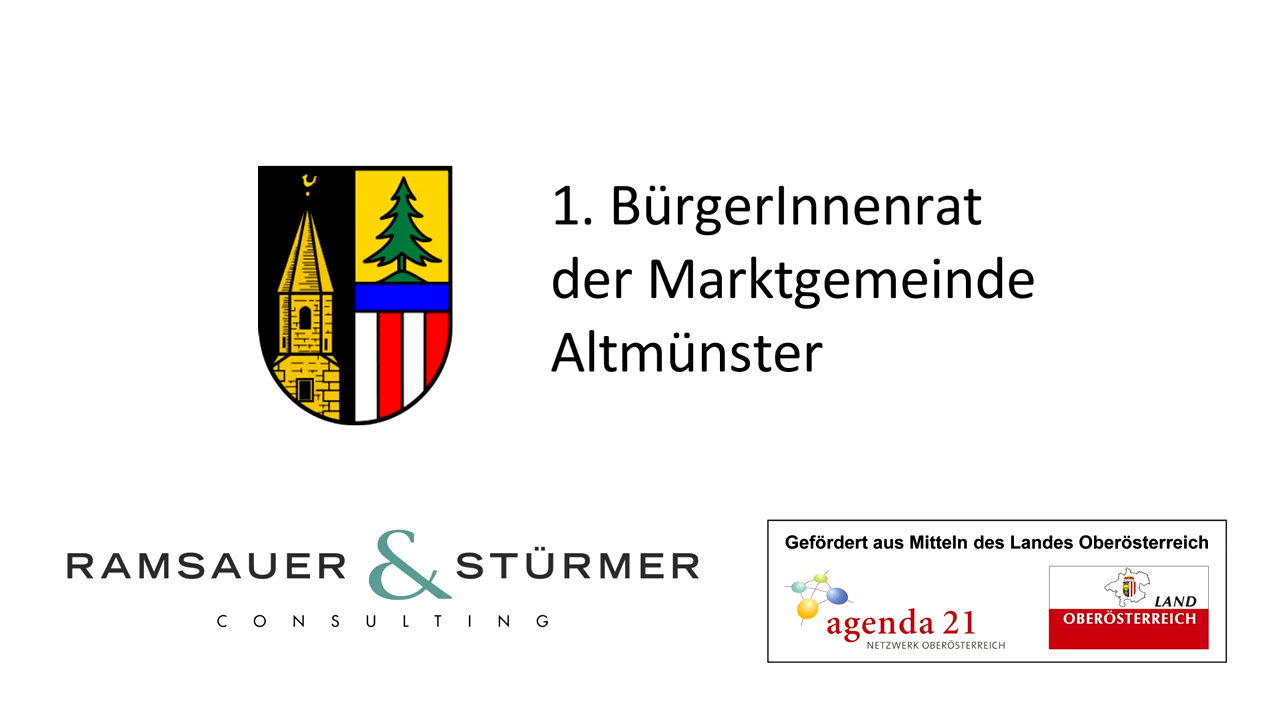 1. BürgerInnenrat
der Marktgemeinde
Altmünster
RAMSAUER & STÜRMER
CONSULTING
Gefördert aus Mitteln des Landes Oberösterreich
agenda 21
NETZWERK OBERÖSTERREICH
LAND
OBERÖSTERREICH